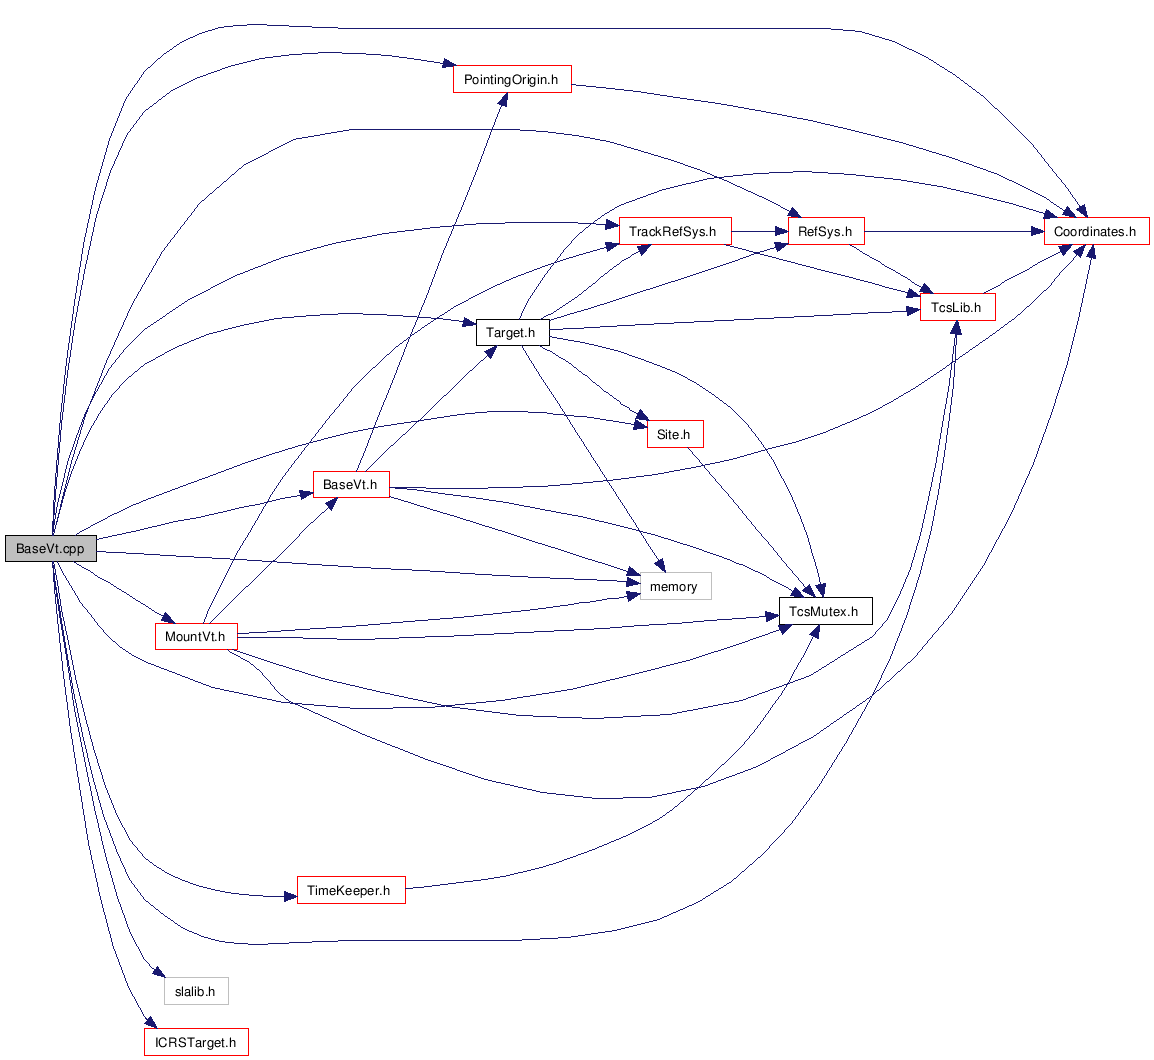 PointingOrigin.h
TrackRefSys.h
RefSys.h
Coordinates.h
TcsLib.h
Target.h
Site.h
BaseVt.h
BaseVt.cpp
memory
TcsMutex.h
MountVt.h
TimeKeeper.h
slalib.h
ICRSTarget.h